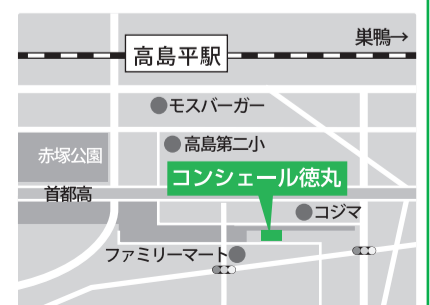 巣鴨→
高島平駅
モスバーガー
高島第二小
赤塚公園
コンシェール徳丸
首都高
コジマ
ファミリーマート